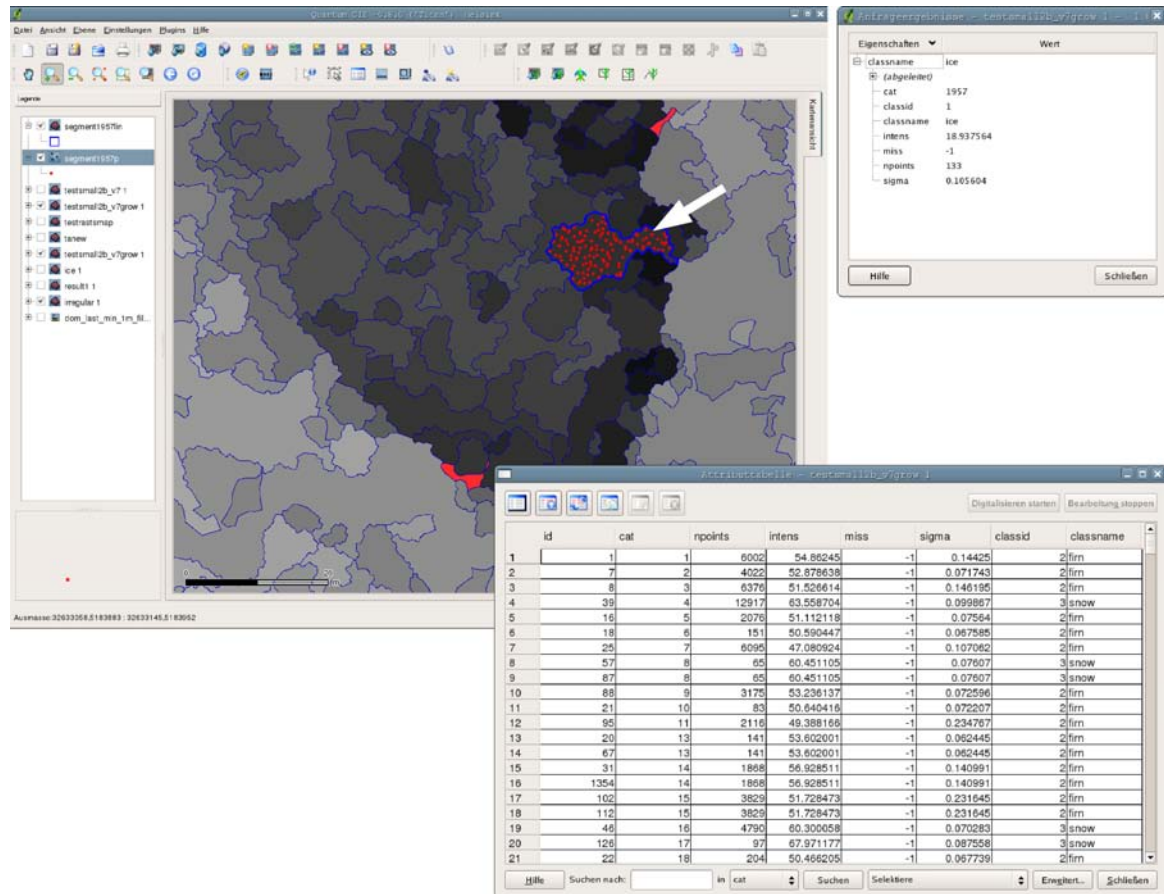 Datei Ansicht Ebene Einstellungen Plugins Hilfe
Legende
segment1957lin
segment1957p
testsmall2b_v7 1
testsmall2b_v7grow 1
testrastsmap
tanew
testsmall2b_v7grow 1
ice 1
result1 1
irregular 1
dom_last_min_1m_fil...
Kartenansicht
0
m
Ausmasse:32633058,5183883 : 32633145,5183952
Anfrageergebnisse - testsmall2b_v7grow 1 -
Eigenschaften Wert
classname ice
(abgeleitet)
cat 1957
classid 1
classname ice
intens 18.937564
miss -1
npoints 133
sigma 0.105604
Hilfe Schließen
Attributtabelle - testsmall2b_v7grow 1
Digitalisieren starten Bearbeitung stoppen
id cat npoints intens miss sigma classid classname
1 1 1 6002 54.86245 -1 0.14425 2 firn
2 7 2 4022 52.878638 -1 0.071743 2 firn
3 8 3 6376 51.526614 -1 0.146195 2 firn
4 39 4 12917 63.558704 -1 0.099867 3 snow
5 16 5 2076 51.112118 -1 0.07564 2 firn
6 18 6 151 50.590447 -1 0.067585 2 firn
7 25 7 6095 47.080924 -1 0.107062 2 firn
8 57 8 65 60.451105 -1 0.07607 3 snow
9 87 8 65 60.451105 -1 0.07607 3 snow
10 88 9 3175 53.236137 -1 0.072596 2 firn
11 21 10 83 50.640416 -1 0.072207 2 firn
12 95 11 2116 49.388166 -1 0.234767 2 firn
13 20 13 141 53.602001 -1 0.062445 2 firn
14 67 13 141 53.602001 -1 0.062445 2 firn
15 31 14 1868 56.928511 -1 0.140991 2 firn
16 1354 14 1868 56.928511 -1 0.140991 2 firn
17 102 15 3829 51.728473 -1 0.231645 2 firn
18 112 15 3829 51.728473 -1 0.231645 2 firn
19 46 16 4790 60.300058 -1 0.070283 3 snow
20 126 17 97 67.971177 -1 0.087558 3 snow
21 22 18 204 50.466205 -1 0.067739 2 firn
Hilfe Suchen nach: in cat Suchen Selektiere Erweitert... Schließen